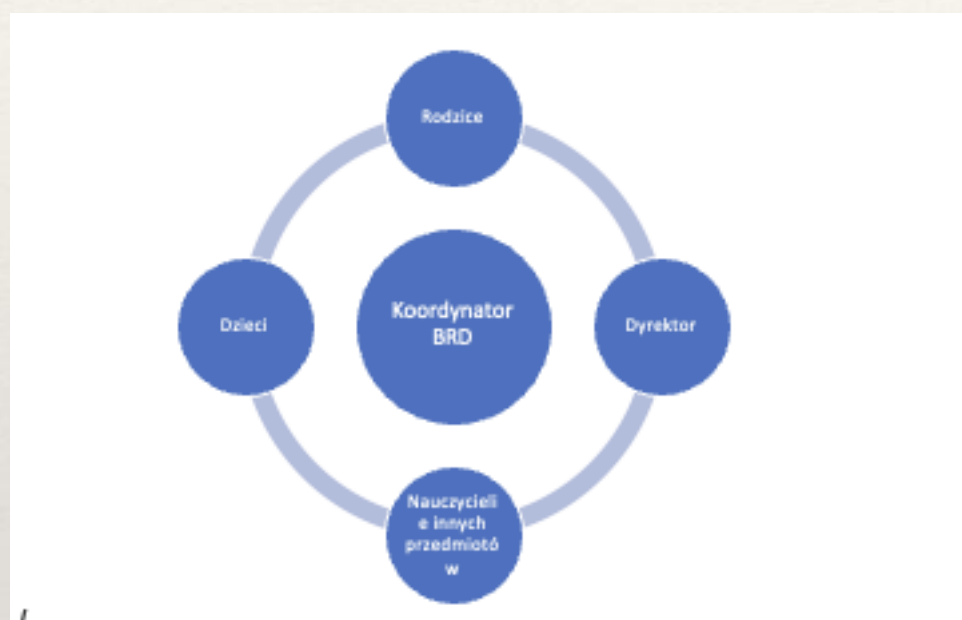 Rodzice
Dzieci
Koordynator
BRD
Dyrektor
Nauczycieli
e innych
przedmiotó
w